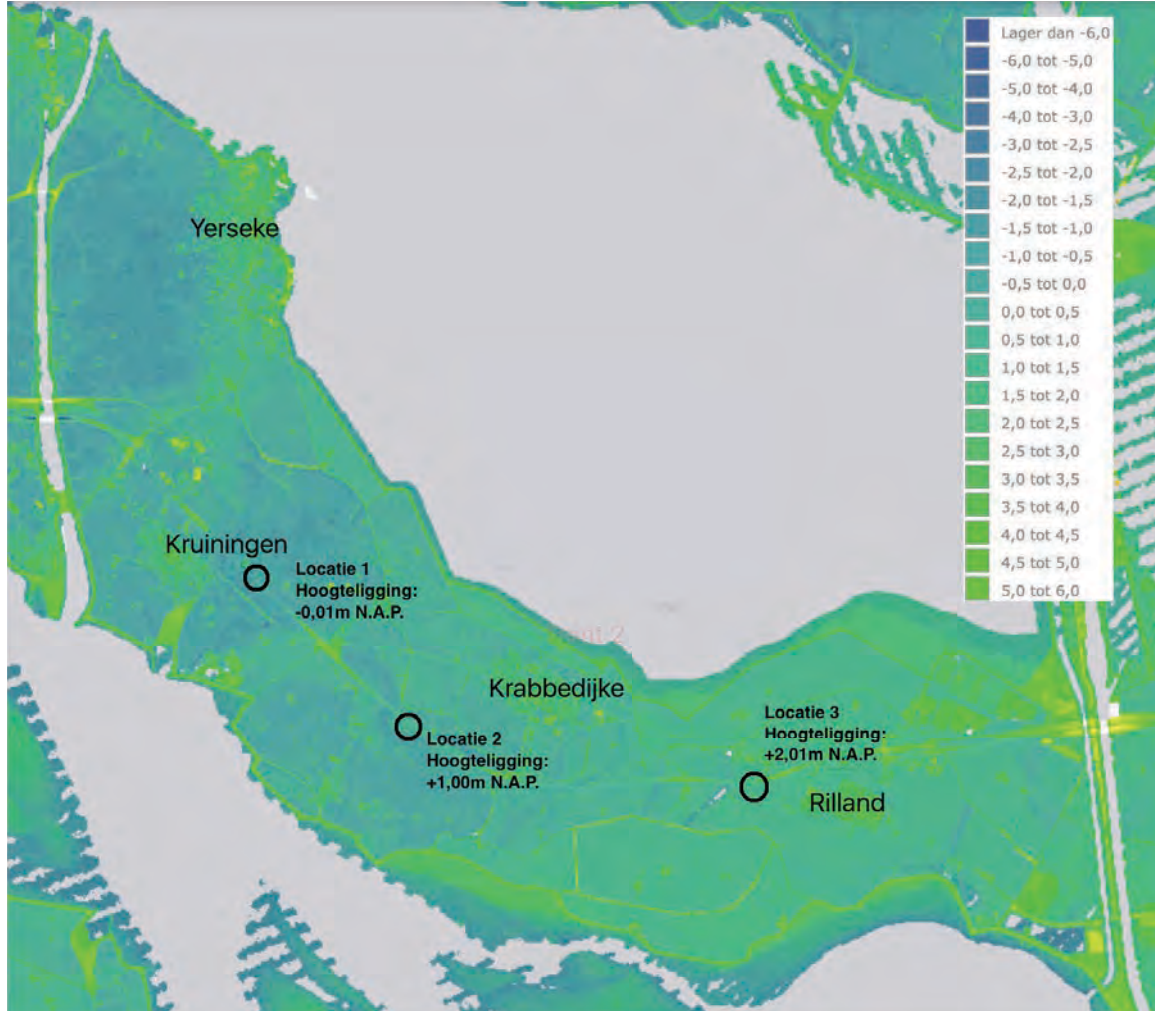 Lager dan -6,0
-6,0 tot -5,0
-5,0 tot -4,0
-4,0 tot -3,0
-3,0 tot -2,5
-2,5 tot -2,0
-2,0 tot -1,5
-1,5 tot -1,0
-1,0 tot -0,5
-0,5 tot 0,0
0,0 tot 0,5
0,5 tot 1,0
1,0 tot 1,5
1,5 tot 2,0
2,0 tot 2,5
2,5 tot 3,0
3,0 tot 3,5
3,5 tot 4,0
4,0 tot 4,5
4,5 tot 5,0
5,0 tot 6,0
Yerseke
Kruiningen
Locatie 1
Hoogteligging:
-0,01m N.A.P.
Krabbedijke
Locatie 2
Hoogteligging:
+1,00m N.A.P.
Locatie 3
Hoogteligging:
+2,01m N.A.P.
Rilland